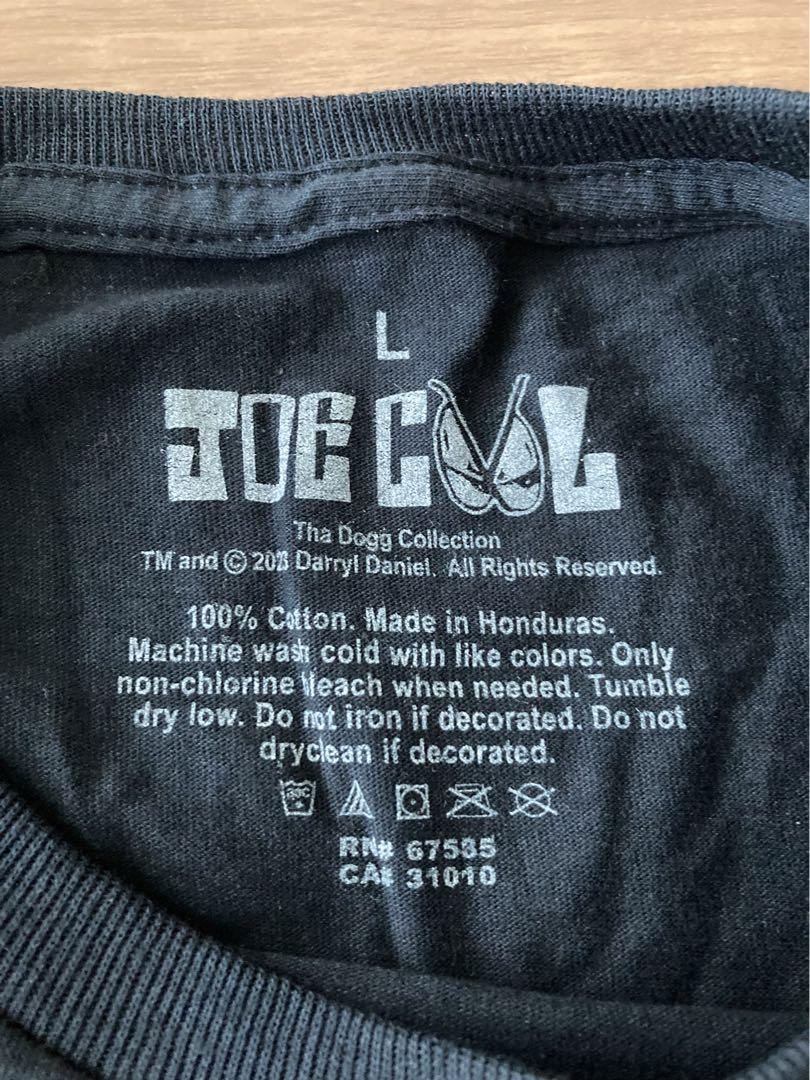 L
JOE COOL
Tha Dogg Collection
TM and © Darryl Daniel. All Rights Reserved.
100% Cotton. Made in Honduras.
Machine wash cold with like colors. Only
non-chlorine bleach when needed. Tumble
dry low. Do not iron if decorated. Do not
dryclean if decorated.
RN# 67585
CA# 31010